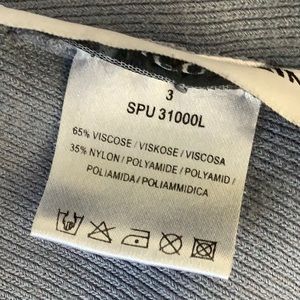 3
SPU 31000L
65% VISCOSE / VISKOSE / VISCOSA
35% NYLON / POLYAMIDE / POLYAMID /
POLIAMIDA / POLIAMMIDICA